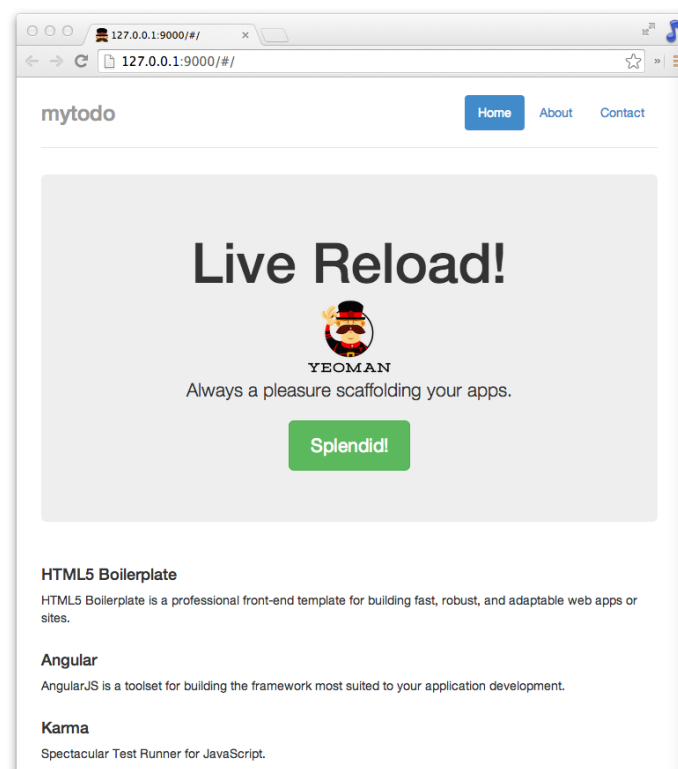 127.0.0.1:9000/#/
127.0.0.1:9000/#/
mytodo
Home
About
Contact
Live Reload!
YEOMAN
Always a pleasure scaffolding your apps.
Splendid!
HTML5 Boilerplate
HTML5 Boilerplate is a professional front-end template for building fast, robust, and adaptable web apps or
sites.
Angular
AngularJS is a toolset for building the framework most suited to your application development.
Karma
Spectacular Test Runner for JavaScript.